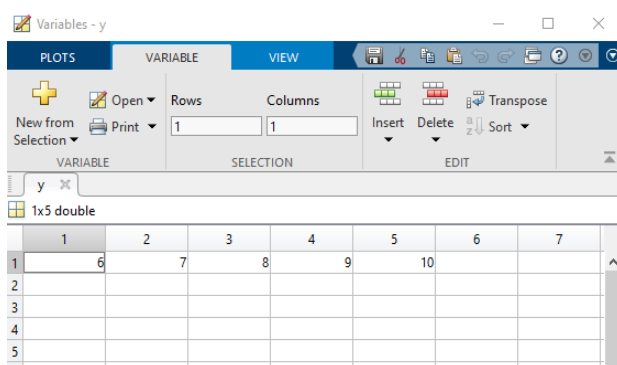 Variables - y
PLOTS VARIABLE VIEW
New from Selection
Open
Print
Rows Columns
1 1
Insert Delete
Transpose
Sort
VARIABLE SELECTION EDIT
y
1x5 double
1 2 3 4 5 6 7
1 6 7 8 9 10
2
3
4
5